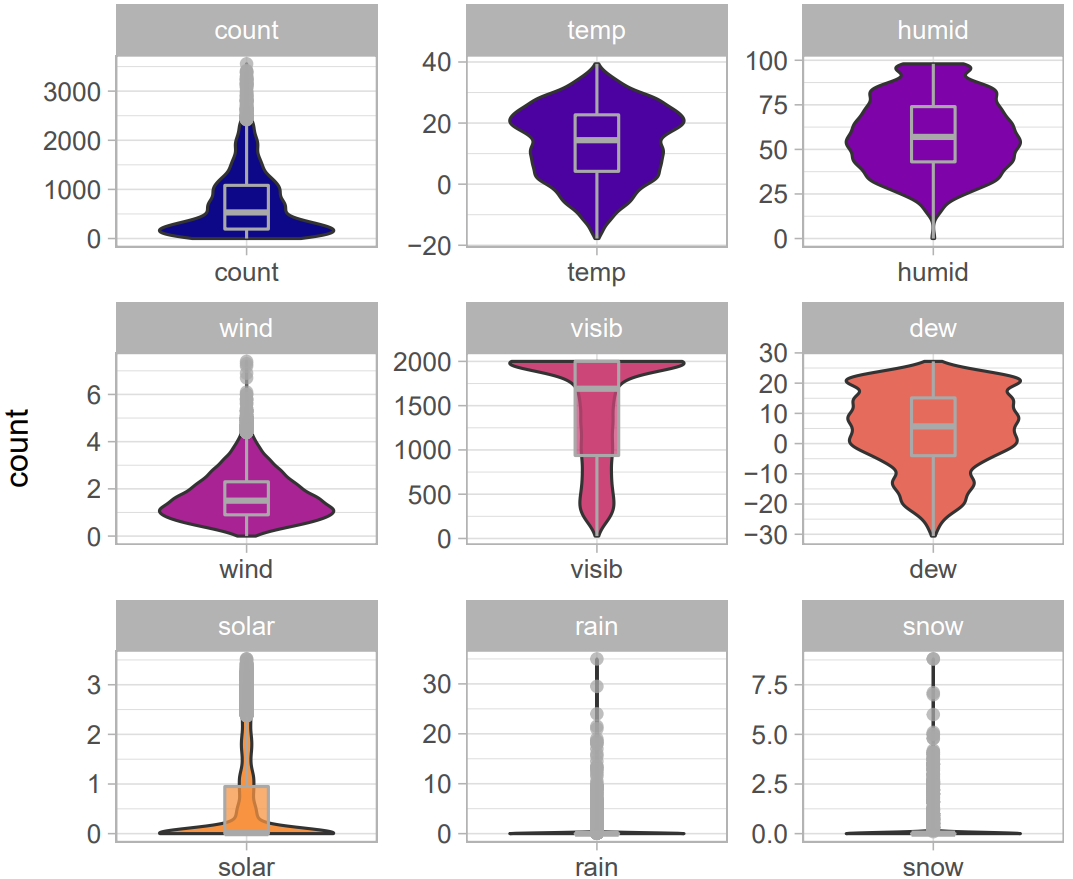 count
temp
humid
3000
2000
1000
0
40
20
0
−20
100
75
50
25
0
count
temp
humid
wind
visib
dew
count
6
4
2
0
2000
1500
1000
500
0
30
20
10
0
−10
−20
−30
wind
visib
dew
solar
rain
snow
3
2
1
0
30
20
10
0
7.5
5.0
2.5
0.0
solar
rain
snow